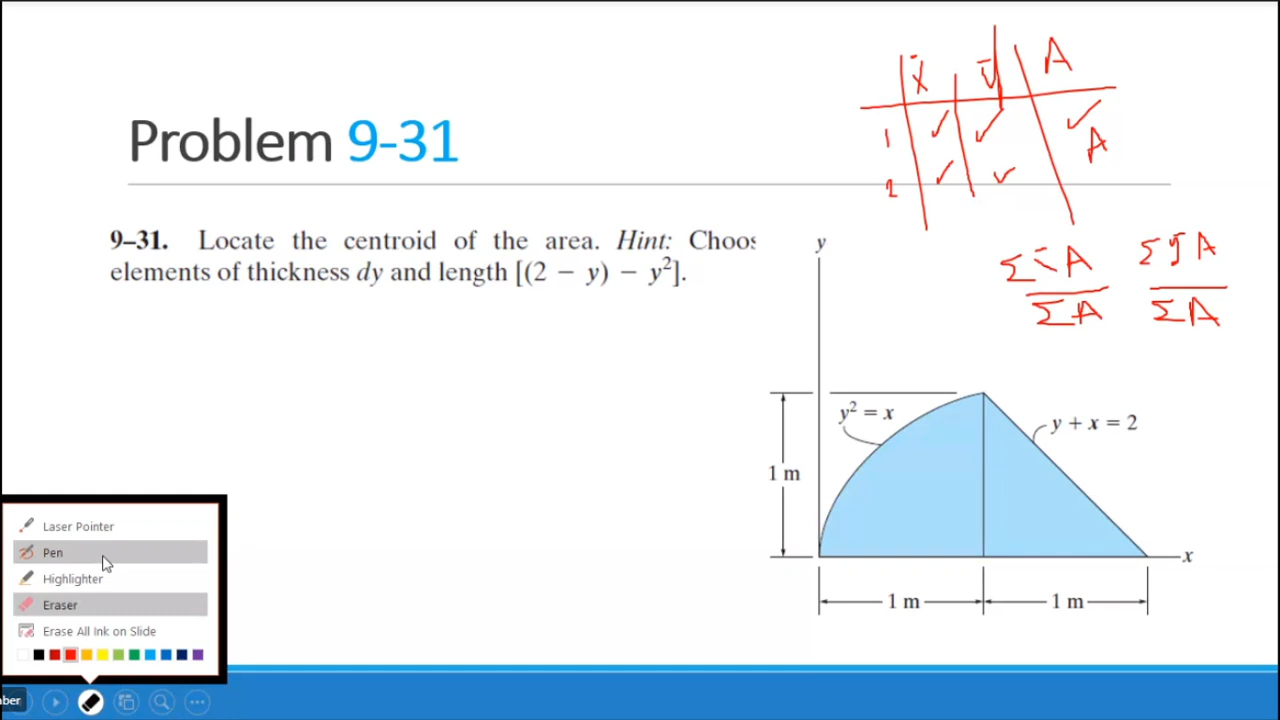 Problem 9-31
9–31. Locate the centroid of the area. Hint: Choos
elements of thickness dy and length [(2 − y) − y²].
x̄ ȳ A
1 ✓ ✓ ✓
A
2 ✓ ✓
ΣA
ΣA
y
y² = x
y + x = 2
1 m
x
1 m
1 m
Laser Pointer
Pen
Highlighter
Eraser
Erase All Ink on Slide
ber